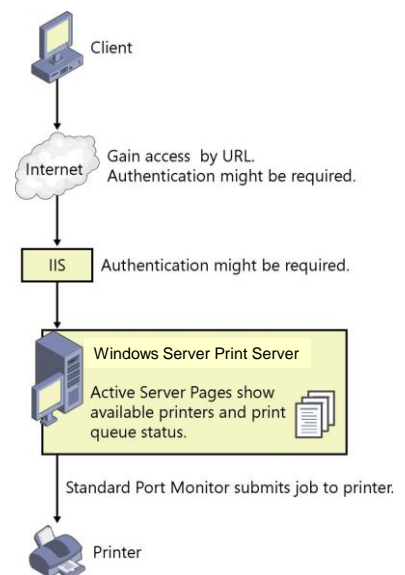 Client
Internet
Gain access by URL.
Authentication might be required.
IIS
Authentication might be required.
Windows Server Print Server
Active Server Pages show
available printers and print
queue status.
Standard Port Monitor submits job to printer.
Printer